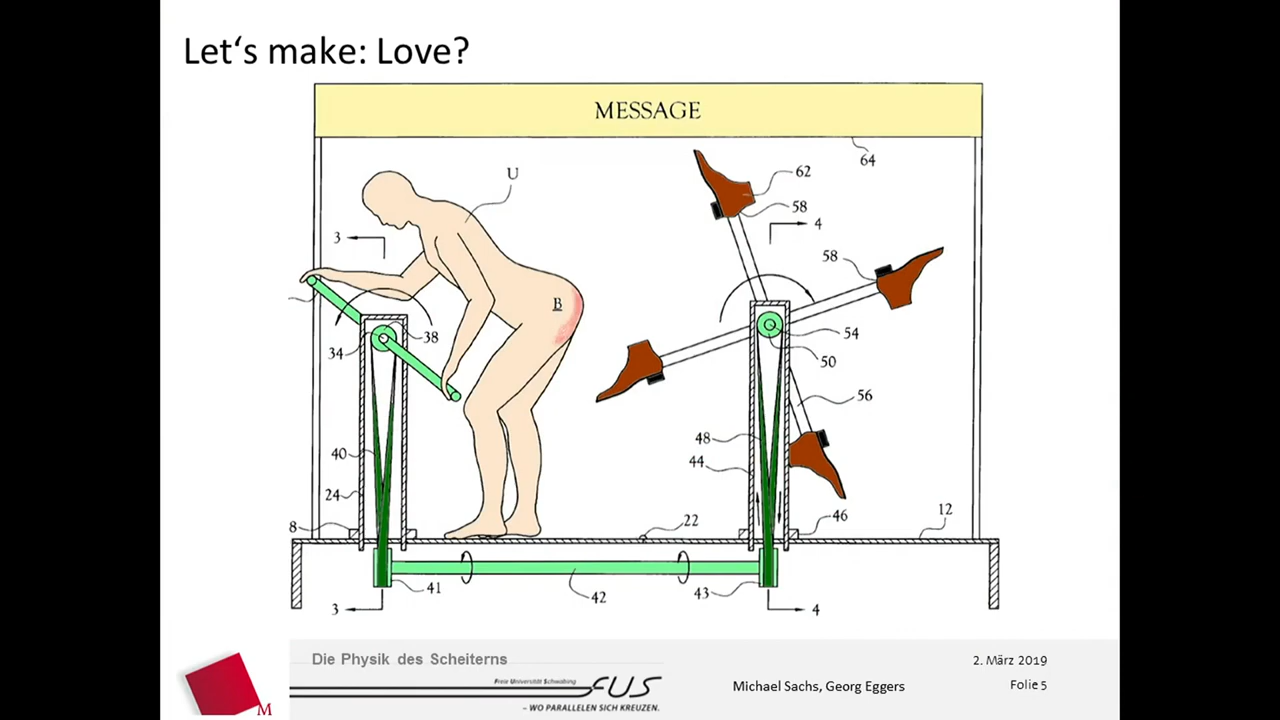 Let‘s make: Love?
MESSAGE
64
62
U
58
3
4
58
B
38
54
34
50
56
48
40
44
24
8
22
46
12
41
42
43
3
4
Die Physik des Scheiterns
2. März 2019
Freie Universität Schwabing
FUS
Michael Sachs, Georg Eggers
Folie 5
– WO PARALLELEN SICH KREUZEN.
M